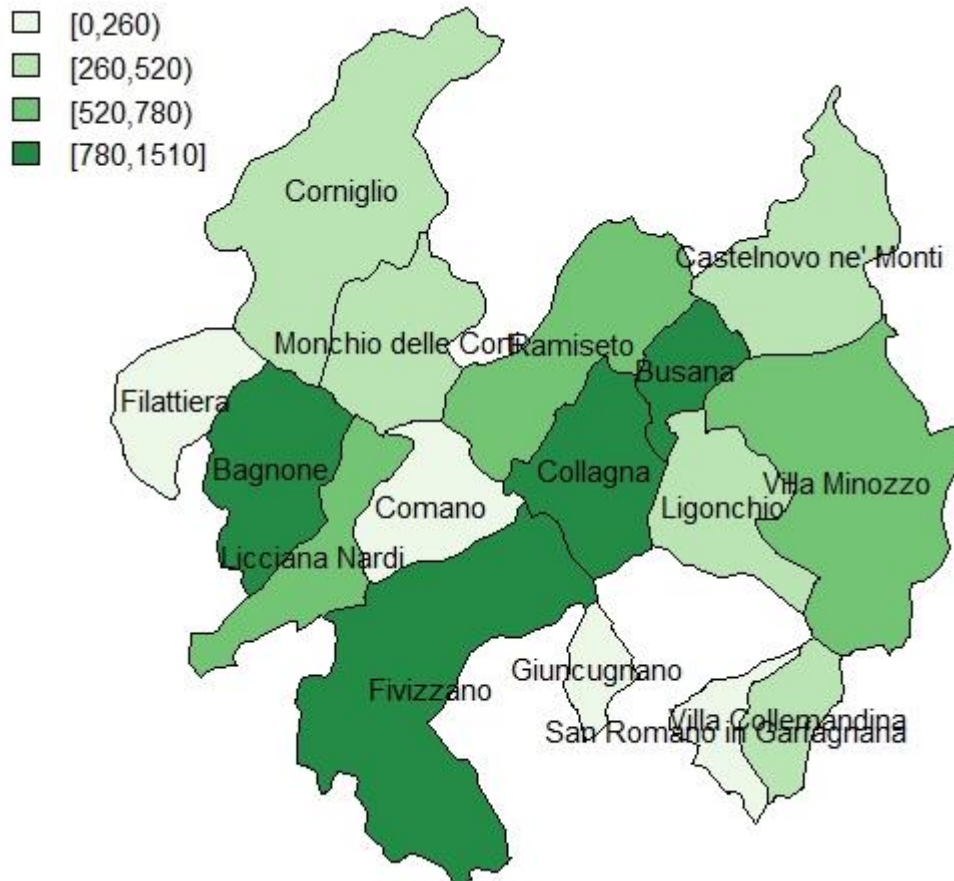 [0,260)
[260,520)
[520,780)
[780,1510]
Corniglio
Castelnovo ne' Monti
Monchio delle Corti
Ramiseto
Busana
Filattiera
Bagnone
Collagna
Villa Minozzo
Comano
Ligonchio
Licciana Nardi
Giuncugnano
Fivizzano
Villa Collemandina
San Romano in Garfagnana